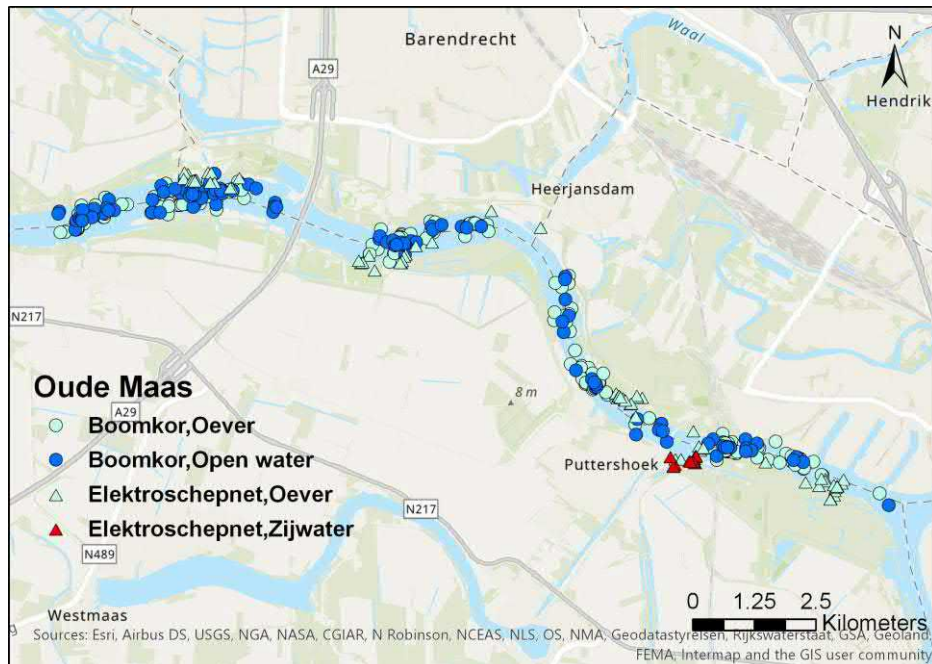 Waal
N
Barendrecht
A29
Hendrik
Heerjansdam
N217
Oude Maas
8 m
A29
Boomkor,Oever
Boomkor,Open water
Puttershoek
Elektroschepnet,Oever
Elektroschepnet,Zijwater
N217
N489
0 1.25 2.5
Kilometers
Westmaas
Sources: Esri, Airbus DS, USGS, NGA, NASA, CGIAR, N Robinson, NCEAS, NLS, OS, NMA, Geodatastyrelsen, Rijkswaterstaat, GSA, Geoland,
FEMA, Intermap and the GIS user community